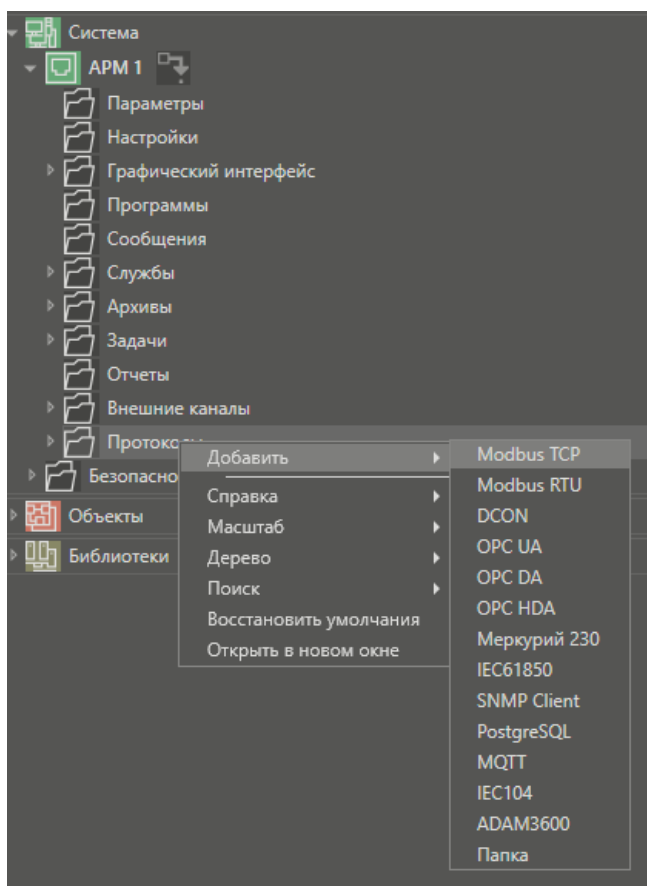 Система
АРМ 1
Параметры
Настройки
Графический интерфейс
Программы
Сообщения
Службы
Архивы
Задачи
Отчеты
Внешние каналы
Протоколы
Безопасно
Объекты
Библиотеки
Добавить
Справка
Масштаб
Дерево
Поиск
Восстановить умолчания
Открыть в новом окне
Modbus TCP
Modbus RTU
DCON
OPC UA
OPC DA
OPC HDA
Меркурий 230
IEC61850
SNMP Client
PostgreSQL
MQTT
IEC104
ADAM3600
Папка